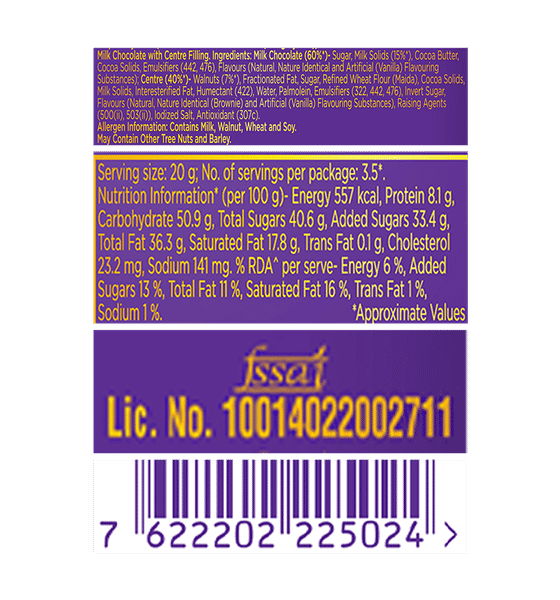 Milk Chocolate with Centre Filling. Ingredients: Milk Chocolate (60%*)- Sugar, Milk Solids (15%*), Cocoa Butter,
Cocoa Solids, Emulsifiers (442, 476), Flavours (Natural, Nature Identical and Artificial (Vanilla) Flavouring
Substances); Centre (40%*)- Walnuts (7%*), Fractionated Fat, Sugar, Refined Wheat Flour (Maida), Cocoa Solids,
Milk Solids, Interesterified Fat, Humectant (422), Water, Palmolein, Emulsifiers (322, 442, 476), Invert Sugar,
Flavours (Natural, Nature Identical (Brownie) and Artificial (Vanilla) Flavouring Substances), Raising Agents
(500(ii), 503(ii)), Iodized Salt, Antioxidant (307c).
Allergen Information: Contains Milk, Walnut, Wheat and Soy.
May Contain Other Tree Nuts and Barley.
Serving size: 20 g; No. of servings per package: 3.5*.
Nutrition Information* (per 100 g)- Energy 557 kcal, Protein 8.1 g,
Carbohydrate 50.9 g, Total Sugars 40.6 g, Added Sugars 33.4 g,
Total Fat 36.3 g, Saturated Fat 17.8 g, Trans Fat 0.1 g, Cholesterol
23.2 mg, Sodium 141 mg. % RDA^ per serve- Energy 6 %, Added
Sugars 13 %, Total Fat 11 %, Saturated Fat 16 %, Trans Fat 1 %,
Sodium 1 %. *Approximate Values
fssai
Lic. No. 10014022002711
7 622202 225024 >